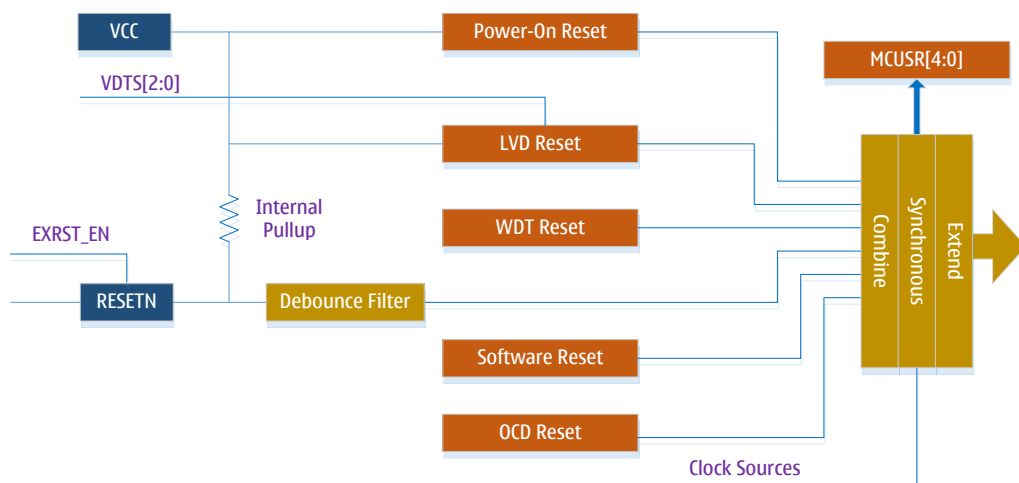 VCC
Power-On Reset
MCUSR[4:0]
VDTS[2:0]
LVD Reset
Internal
Pullup
WDT Reset
EXRST_EN
RESETN
Debounce Filter
Combine
Synchronous
Extend
Software Reset
OCD Reset
Clock Sources